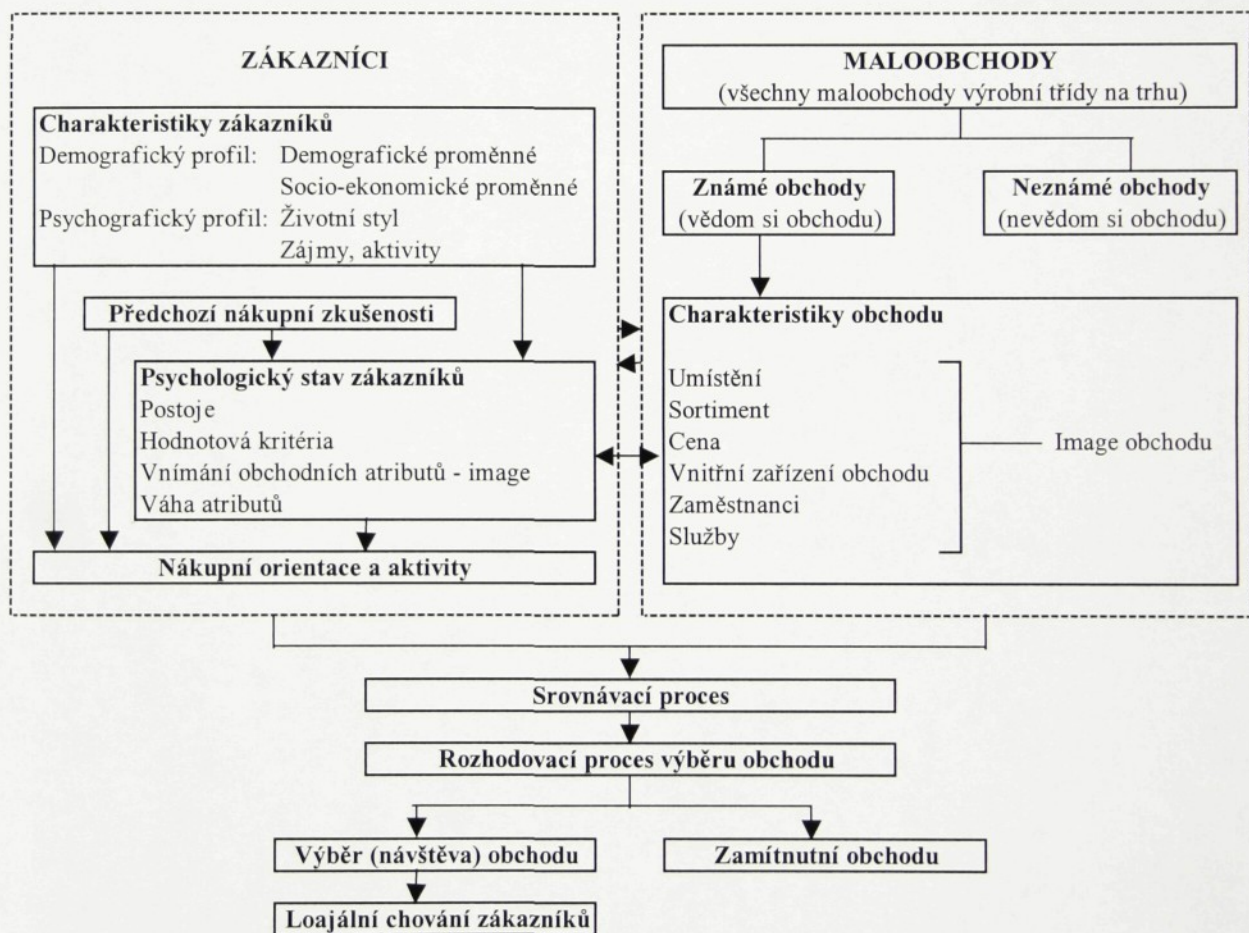 ZÁKAZNÍCI
Charakteristiky zákazníků
Demografický profil: Demografické proměnné
Socio-ekonomické proměnné
Psychografický profil: Životní styl
Zájmy, aktivity
Předchozí nákupní zkušenosti
Psychologický stav zákazníků
Postoje
Hodnotová kritéria
Vnímání obchodních atributů - image
Váha atributů
Nákupní orientace a aktivity
MALOOBCHODY
(všechny maloobchody výrobní třídy na trhu)
Známé obchody
(vědom si obchodu)
Neznámé obchody
(nevědom si obchodu)
Charakteristiky obchodu
Umístění
Sortiment
Cena
Vnitřní zařízení obchodu
Zaměstnanci
Služby
Image obchodu
Srovnávací proces
Rozhodovací proces výběru obchodu
Výběr (návštěva) obchodu
Zamítnutní obchodu
Loajální chování zákazníků